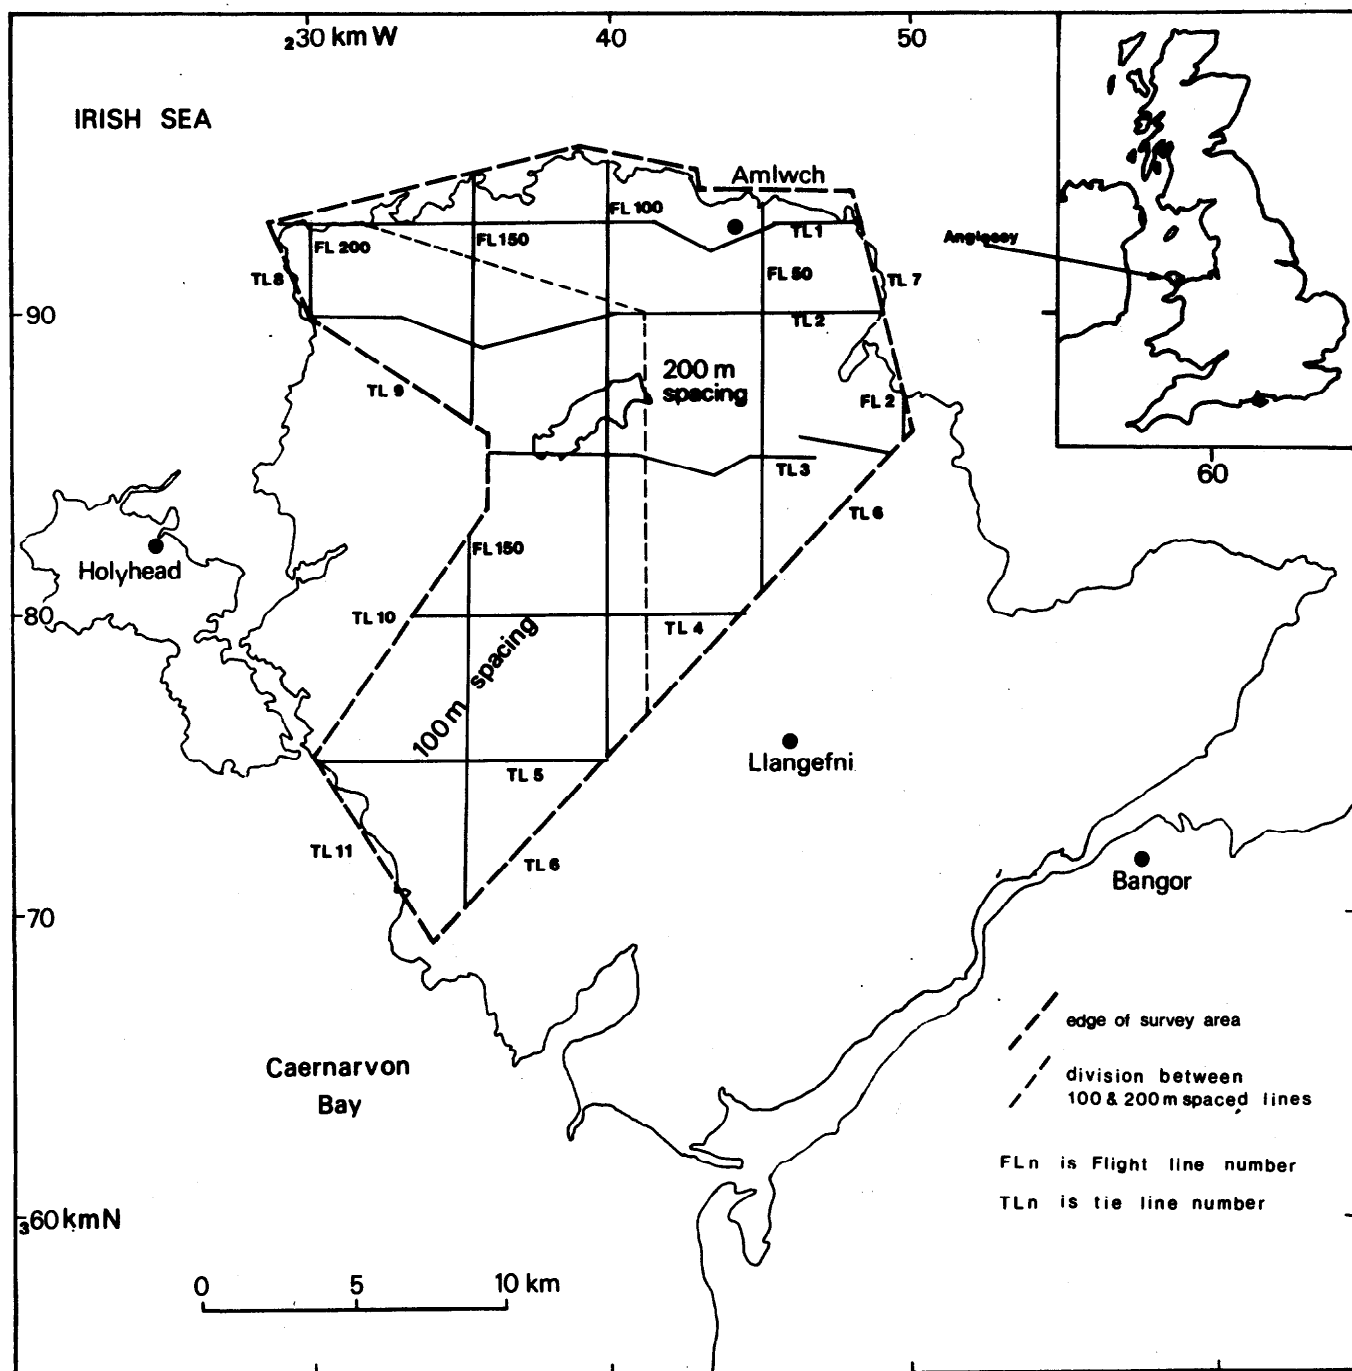 230 km W
40
50
IRISH SEA
Amlwch
FL 100
FL 200
FL 150
TL 1
Anglesey
TL 8
FL 50
TL 7
90
TL 2
200 m
spacing
TL 9
FL 2
TL 3
60
TL 6
FL 150
Holyhead
80
TL 10
TL 4
100 m spacing
Llangefni
TL 5
TL 11
TL 6
Bangor
70
edge of survey area
Caernarvon
Bay
division between
100 & 200 m spaced lines
FLn is Flight line number
TLn is tie line number
360 kmN
0 5 10 km